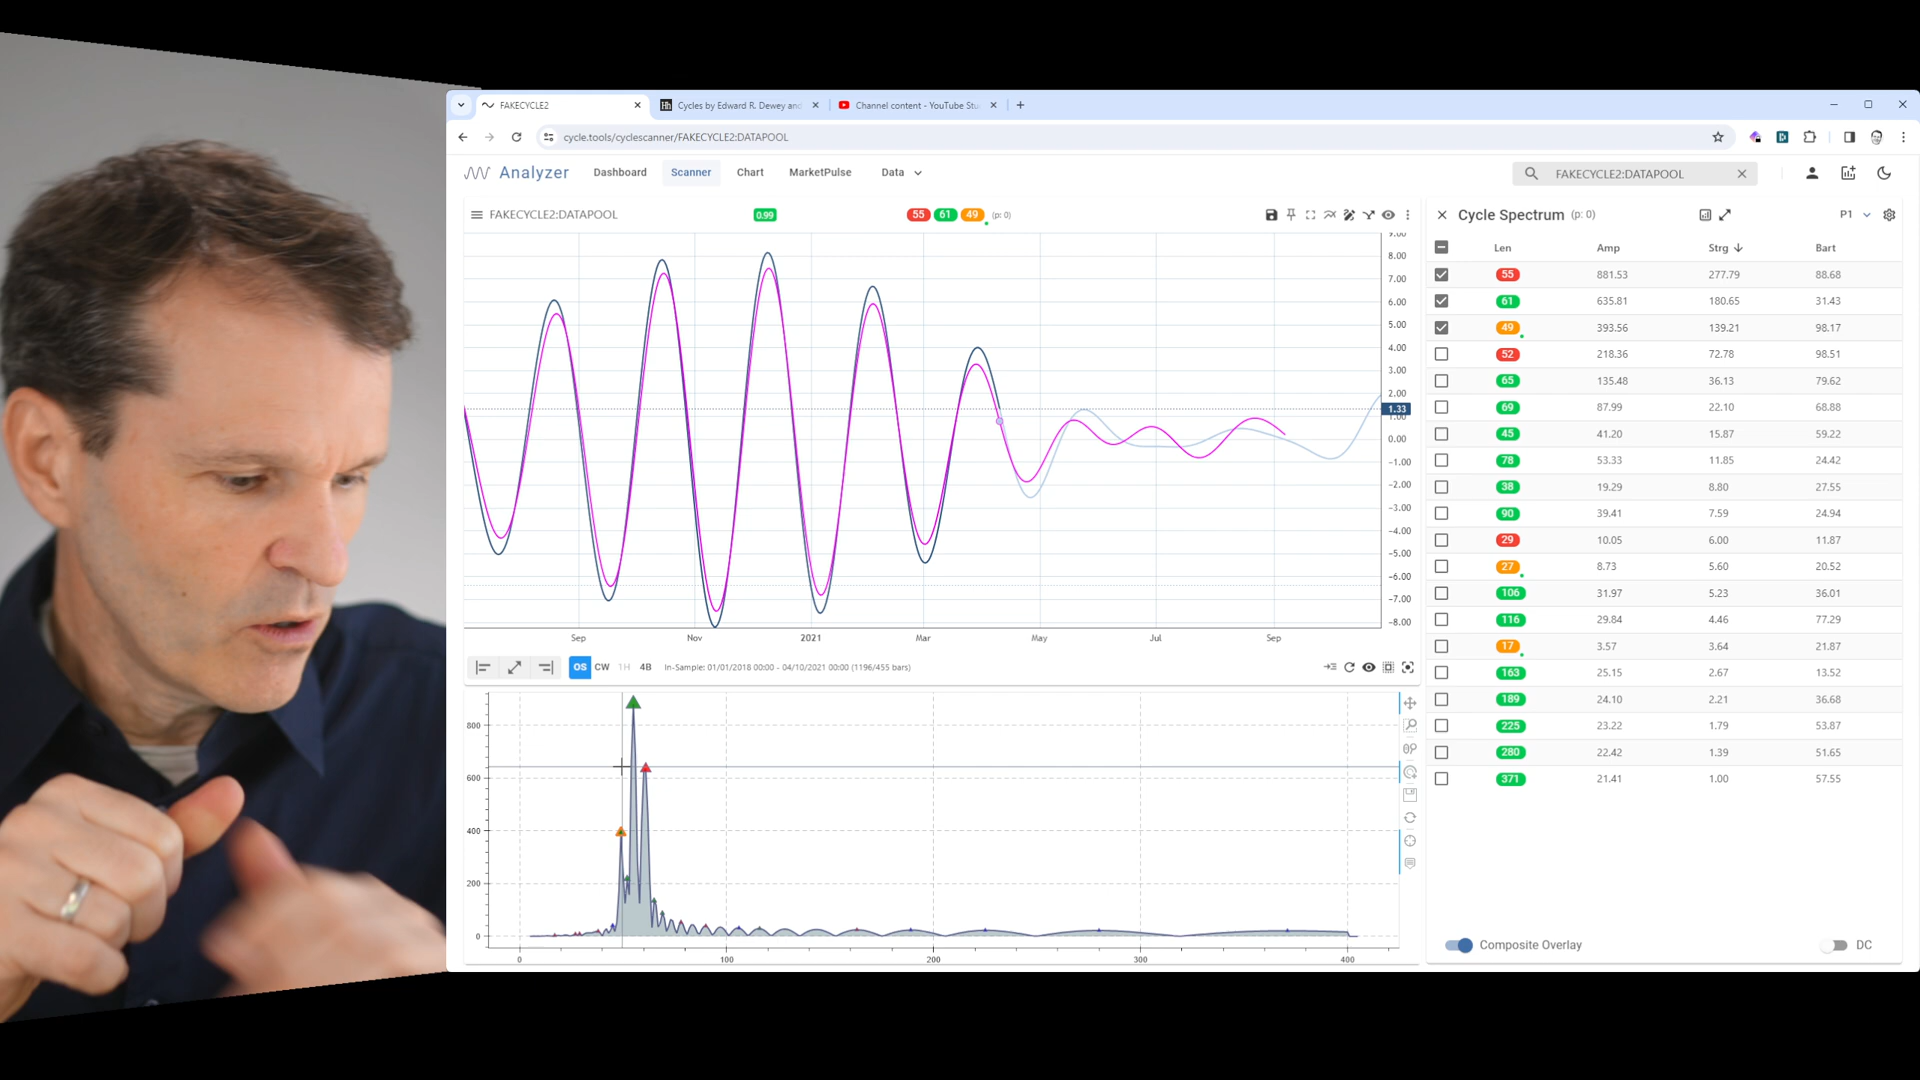 FAKECYCLE2
Cycles by Edward R. Dewey and
Channel content - YouTube Stu
cycle.tools/cyclescanner/FAKECYCLE2:DATAPOOL
Analyzer Dashboard Scanner Chart MarketPulse Data FAKECYCLE2:DATAPOOL
FAKECYCLE2:DATAPOOL 0.99 55 61 49 (p: 0)
9.00
8.00
7.00
6.00
5.00
4.00
3.00
2.00
1.33
1.00
0.00
-1.00
-2.00
-3.00
-4.00
-5.00
-6.00
-7.00
-8.00
Sep Nov 2021 Mar May Jul Sep
OS CW 1H 4B In-Sample: 01/01/2018 00:00 - 04/10/2021 00:00 (1196/455 bars)
800
600
400
200
0
0 100 200 300 400
Cycle Spectrum (p: 0) P1
Len Amp Strg Bart
55 881.53 277.79 88.68
61 635.81 180.65 31.43
49 393.56 139.21 98.17
52 218.36 72.78 98.51
65 135.48 36.13 79.62
69 87.99 22.10 68.88
45 41.20 15.87 59.22
78 53.33 11.85 24.42
38 19.29 8.80 27.55
90 39.41 7.59 24.94
29 10.05 6.00 11.87
27 8.73 5.60 20.52
106 31.97 5.23 36.01
116 29.84 4.46 77.29
17 3.57 3.64 21.87
163 25.15 2.67 13.52
189 24.10 2.21 36.68
225 23.22 1.79 53.87
280 22.42 1.39 51.65
371 21.41 1.00 57.55
Composite Overlay DC